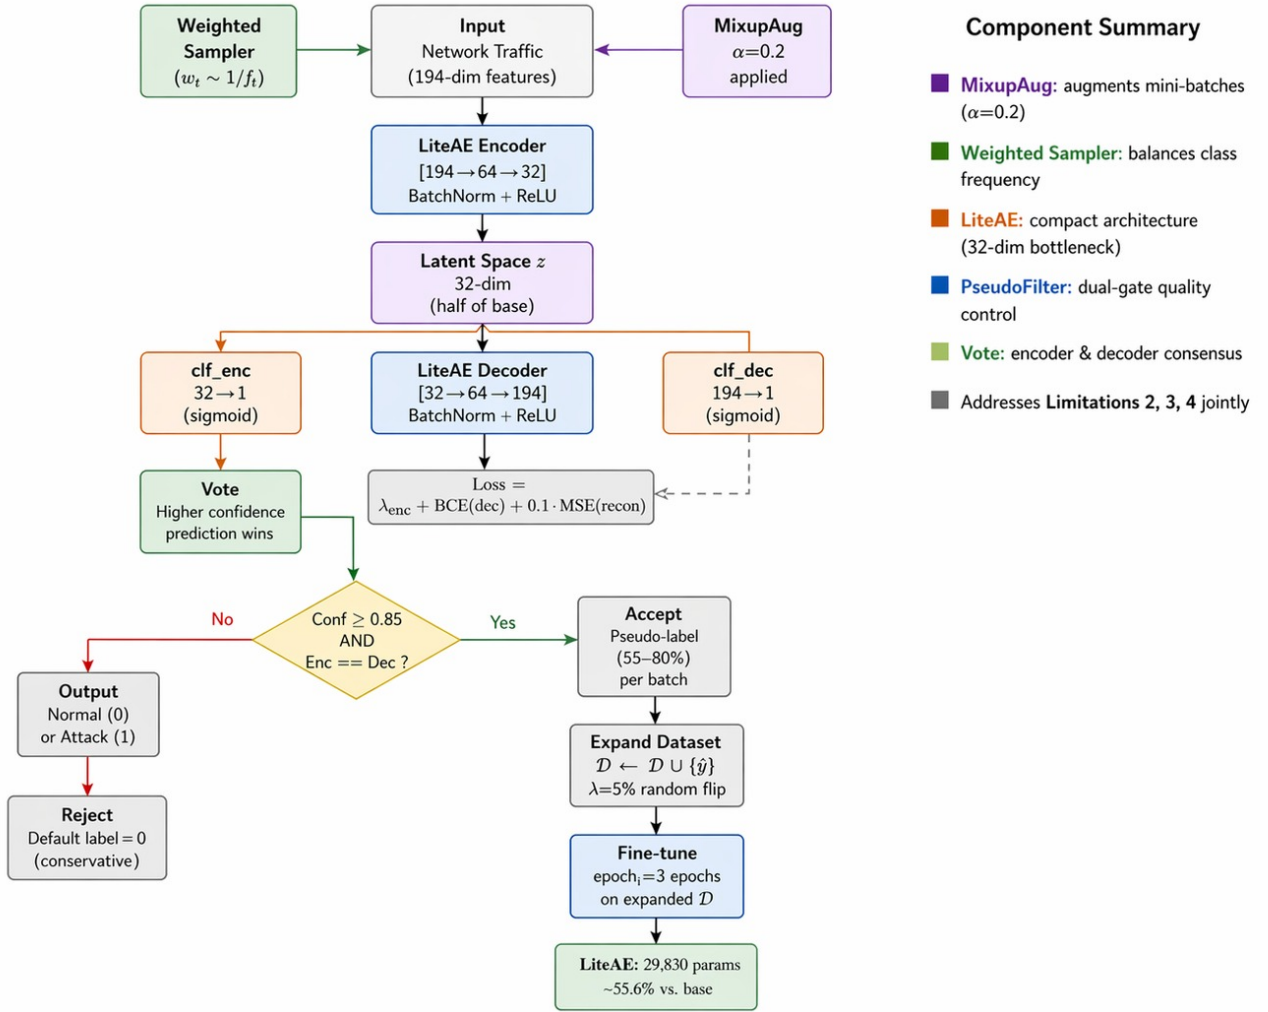 Weighted
Sampler
(wₜ ∼ 1/fₜ)
Input
Network Traffic
(194-dim features)
MixupAug
α=0.2
applied
LiteAE Encoder
[194→64→32]
BatchNorm + ReLU
Latent Space z
32-dim
(half of base)
clf_enc
32→1
(sigmoid)
LiteAE Decoder
[32→64→194]
BatchNorm + ReLU
clf_dec
194→1
(sigmoid)
Vote
Higher confidence
prediction wins
Loss =
λenc + BCE(dec) + 0.1 · MSE(recon)
Conf ≥ 0.85
AND
Enc == Dec ?
No
Yes
Output
Normal (0)
or Attack (1)
Reject
Default label = 0
(conservative)
Accept
Pseudo-label
(55–80%)
per batch
Expand Dataset
𝒟 ← 𝒟 ∪ {ŷ}
λ=5% random flip
Fine-tune
epochᵢ=3 epochs
on expanded 𝒟
LiteAE: 29,830 params
~55.6% vs. base
Component Summary
MixupAug: augments mini-batches
(α=0.2)
Weighted Sampler: balances class
frequency
LiteAE: compact architecture
(32-dim bottleneck)
PseudoFilter: dual-gate quality
control
Vote: encoder & decoder consensus
Addresses Limitations 2, 3, 4 jointly